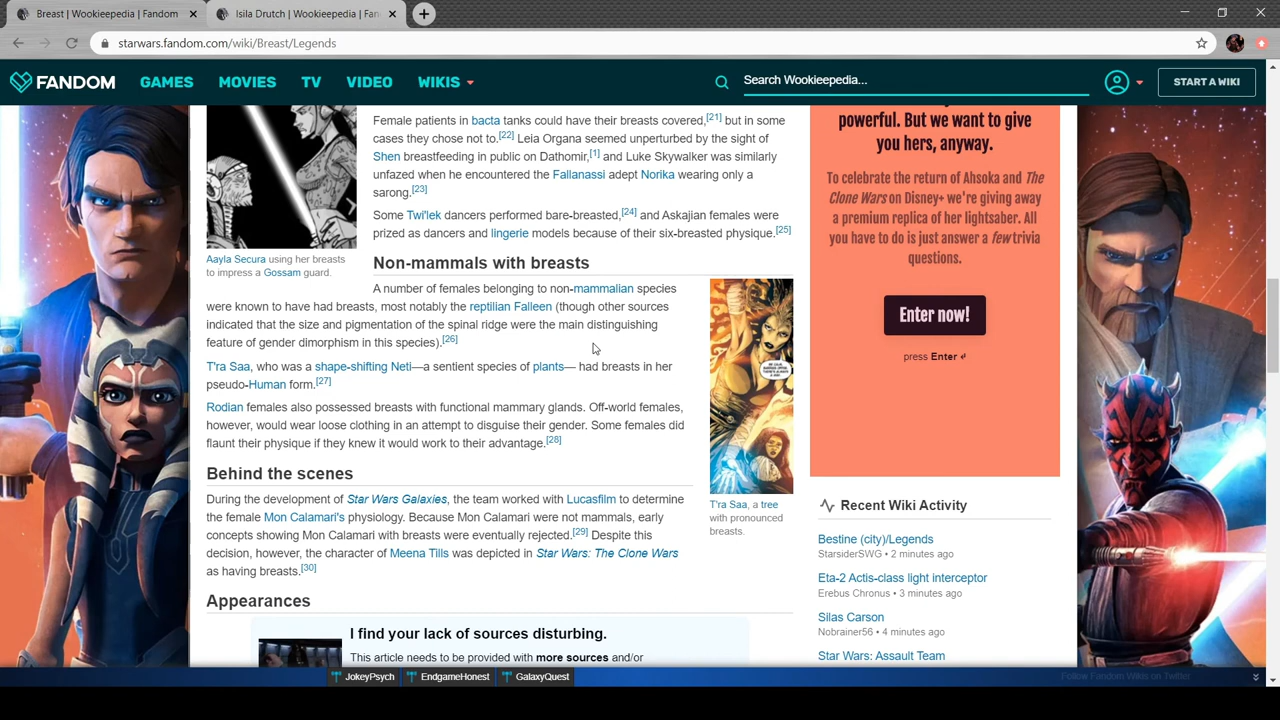 Breast | Wookieepedia | Fandom
Isila Drutch | Wookieepedia | Fan
starwars.fandom.com/wiki/Breast/Legends
FANDOM GAMES MOVIES TV VIDEO WIKIS Search Wookieepedia... START A WIKI
Female patients in bacta tanks could have their breasts covered,[21] but in some
cases they chose not to.[22] Leia Organa seemed unperturbed by the sight of
Shen breastfeeding in public on Dathomir,[1] and Luke Skywalker was similarly
unfazed when he encountered the Fallanassi adept Norika wearing only a
sarong.[23]
Some Twi'lek dancers performed bare-breasted,[24] and Askajian females were
prized as dancers and lingerie models because of their six-breasted physique.[25]
Aayla Secura using her breasts
to impress a Gossam guard.
Non-mammals with breasts
A number of females belonging to non-mammalian species
were known to have had breasts, most notably the reptilian Falleen (though other sources
indicated that the size and pigmentation of the spinal ridge were the main distinguishing
feature of gender dimorphism in this species).[26]
T'ra Saa, who was a shape-shifting Neti—a sentient species of plants— had breasts in her
pseudo-Human form.[27]
Rodian females also possessed breasts with functional mammary glands. Off-world females,
however, would wear loose clothing in an attempt to disguise their gender. Some females did
flaunt their physique if they knew it would work to their advantage.[28]
T'ra Saa, a tree
with pronounced
breasts.
Behind the scenes
During the development of Star Wars Galaxies, the team worked with Lucasfilm to determine
the female Mon Calamari's physiology. Because Mon Calamari were not mammals, early
concepts showing Mon Calamari with breasts were eventually rejected.[29] Despite this
decision, however, the character of Meena Tills was depicted in Star Wars: The Clone Wars
as having breasts.[30]
Appearances
I find your lack of sources disturbing.
This article needs to be provided with more sources and/or
powerful. But we want to give
you hers, anyway.
To celebrate the return of Ahsoka and The
Clone Wars on Disney+ we're giving away
a premium replica of her lightsaber. All
you have to do is just answer a few trivia
questions.
Enter now!
press Enter ↵
Recent Wiki Activity
Bestine (city)/Legends
StarsiderSWG • 2 minutes ago
Eta-2 Actis-class light interceptor
Erebus Chronus • 3 minutes ago
Silas Carson
Nobrainer56 • 4 minutes ago
Star Wars: Assault Team
JokeyPsych EndgameHonest GalaxyQuest Follow Fandom Wikis on Twitter